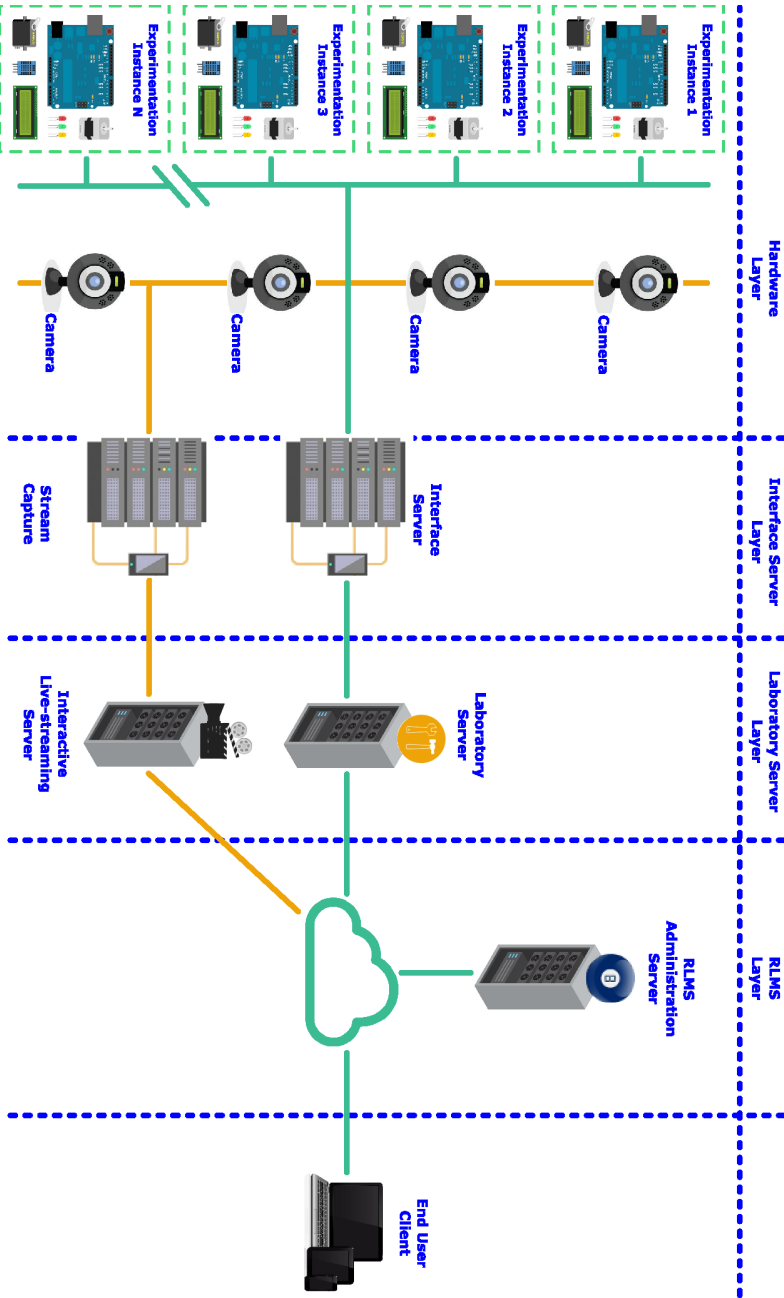 Hardware
Layer
Interface Server
Layer
Laboratory Server
Layer
RLMS
Layer
Experimentation
Instance 1
Experimentation
Instance 2
Experimentation
Instance 3
Experimentation
Instance N
Camera
Camera
Camera
Camera
Interface
Server
Stream
Capture
Laboratory
Server
Interactive
Live-streaming
Server
RLMS
Administration
Server
8
End User
Client